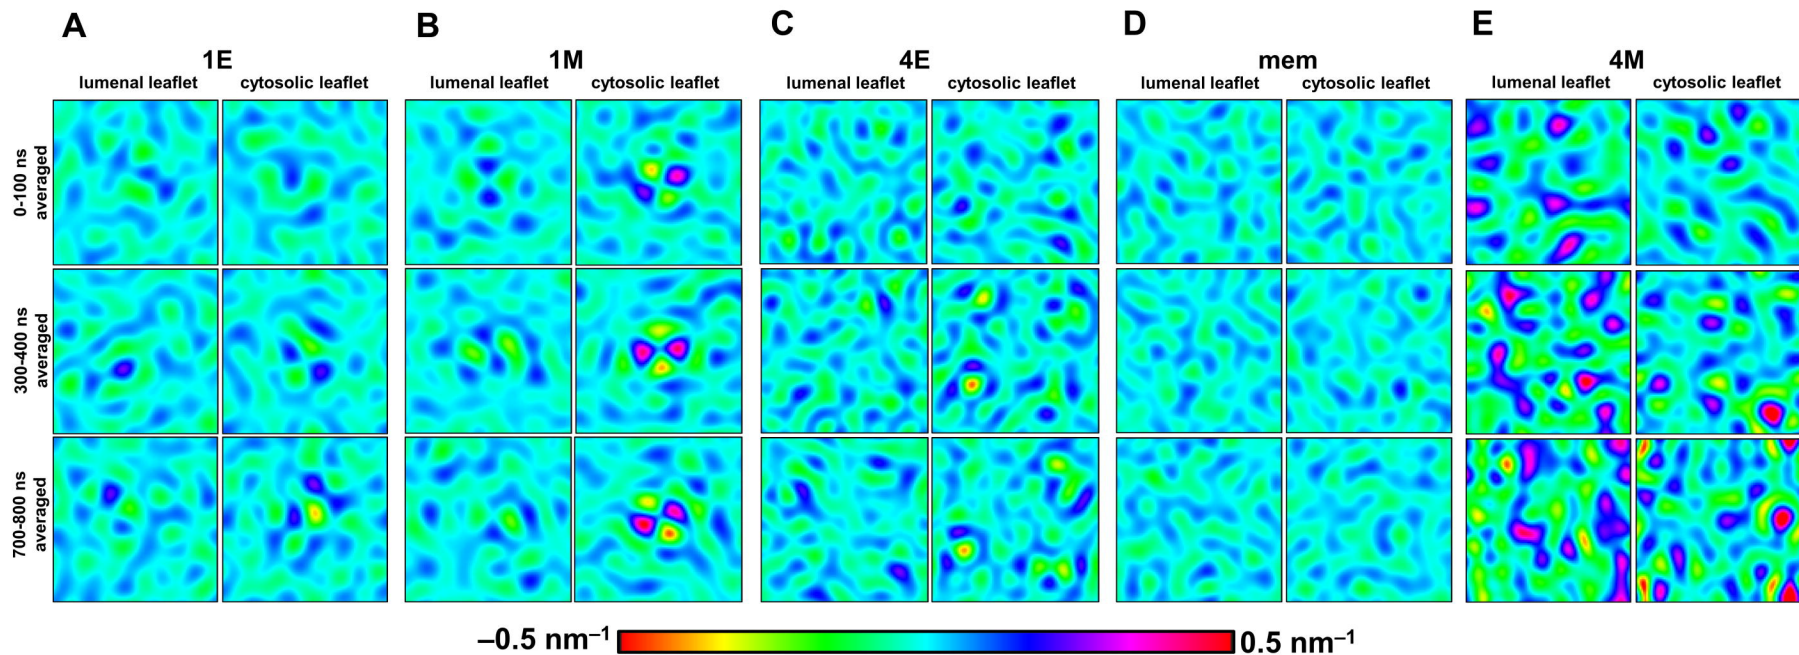 A B C D E
1E 1M 4E mem 4M
lumenal leaflet cytosolic leaflet lumenal leaflet cytosolic leaflet lumenal leaflet cytosolic leaflet lumenal leaflet cytosolic leaflet lumenal leaflet cytosolic leaflet
0-100 ns
averaged
300-400 ns
averaged
700-800 ns
averaged
–0.5 nm⁻¹ 0.5 nm⁻¹